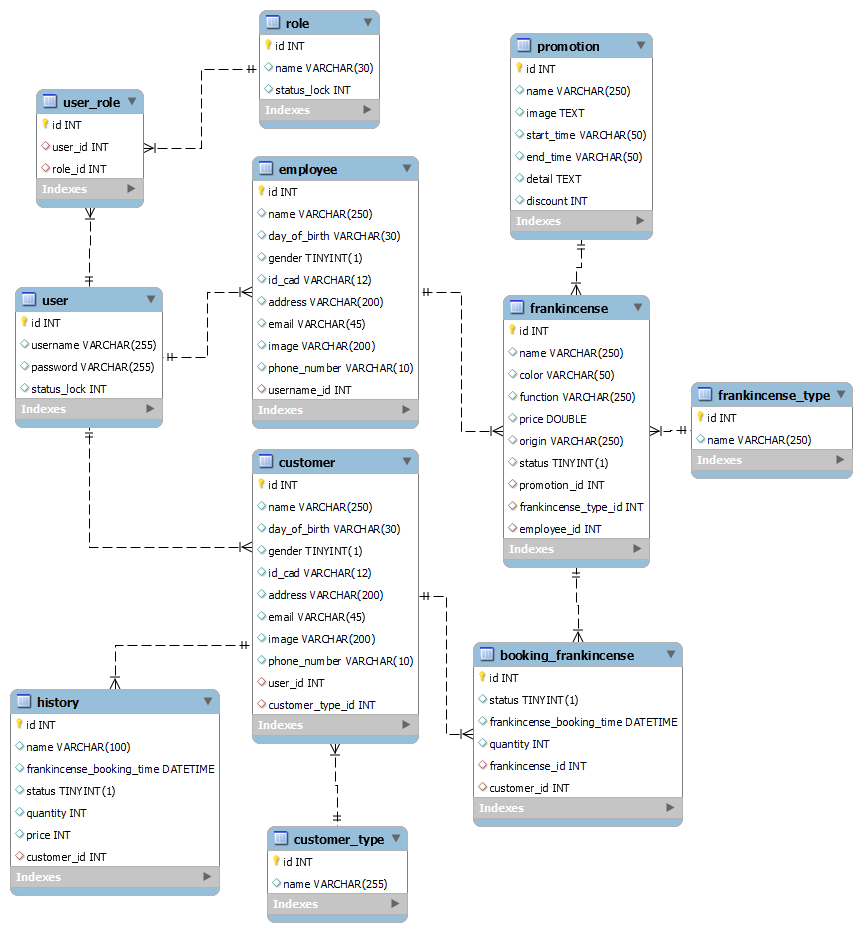 role
id INT
name VARCHAR(30)
status_lock INT
Indexes
promotion
id INT
name VARCHAR(250)
image TEXT
start_time VARCHAR(50)
end_time VARCHAR(50)
detail TEXT
discount INT
Indexes
user_role
id INT
user_id INT
role_id INT
Indexes
employee
id INT
name VARCHAR(250)
day_of_birth VARCHAR(30)
gender TINYINT(1)
id_cad VARCHAR(12)
address VARCHAR(200)
email VARCHAR(45)
image VARCHAR(200)
phone_number VARCHAR(10)
username_id INT
Indexes
user
id INT
username VARCHAR(255)
password VARCHAR(255)
status_lock INT
Indexes
frankincense
id INT
name VARCHAR(250)
color VARCHAR(50)
function VARCHAR(250)
price DOUBLE
origin VARCHAR(250)
status TINYINT(1)
promotion_id INT
frankincense_type_id INT
employee_id INT
Indexes
frankincense_type
id INT
name VARCHAR(250)
Indexes
customer
id INT
name VARCHAR(250)
day_of_birth VARCHAR(30)
gender TINYINT(1)
id_cad VARCHAR(12)
address VARCHAR(200)
email VARCHAR(45)
image VARCHAR(200)
phone_number VARCHAR(10)
user_id INT
customer_type_id INT
Indexes
booking_frankincense
id INT
status TINYINT(1)
frankincense_booking_time DATETIME
quantity INT
frankincense_id INT
customer_id INT
Indexes
history
id INT
name VARCHAR(100)
frankincense_booking_time DATETIME
status TINYINT(1)
quantity INT
price INT
customer_id INT
Indexes
customer_type
id INT
name VARCHAR(255)
Indexes